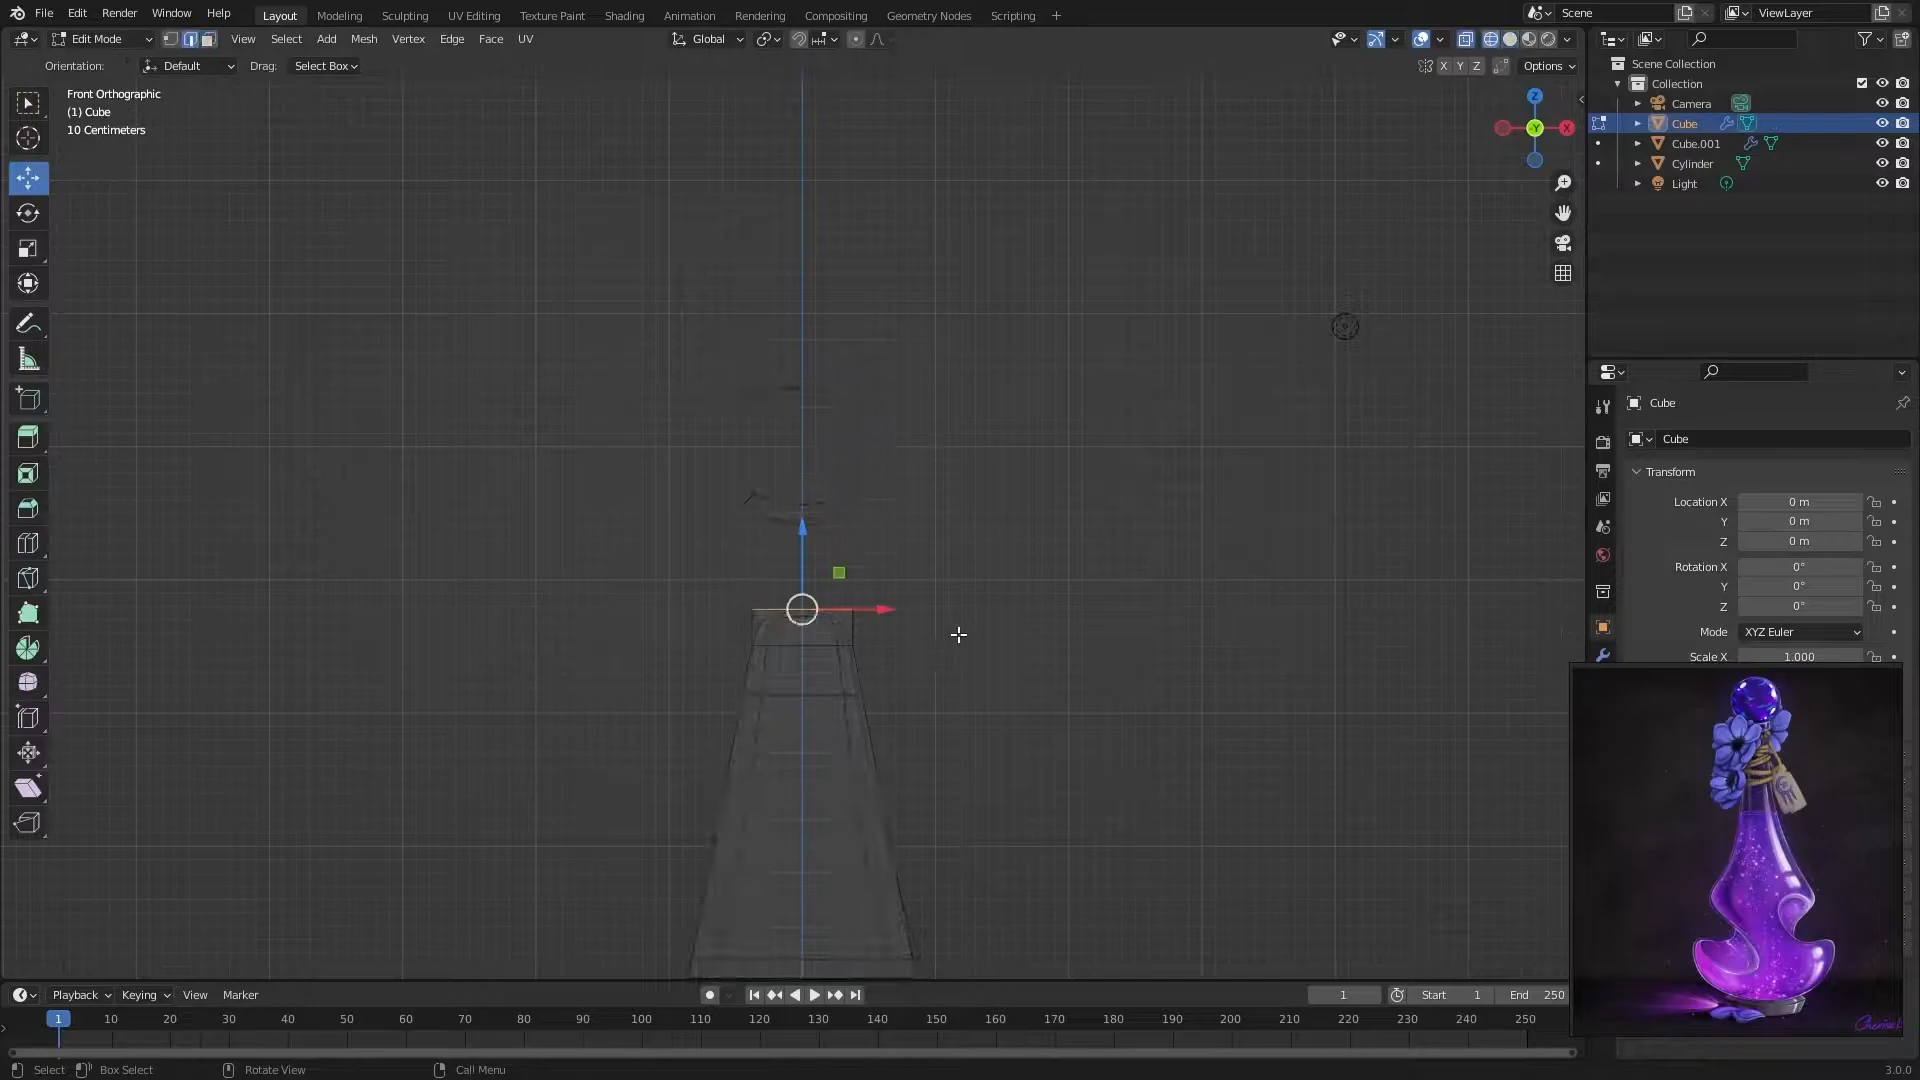 File Edit Render Window Help Layout Modeling Sculpting UV Editing Texture Paint Shading Animation Rendering Compositing Geometry Nodes Scripting + Scene ViewLayer
Edit Mode View Select Add Mesh Vertex Edge Face UV Global
Orientation: Default Drag: Select Box X Y Z Options
Front Orthographic
(1) Cube
10 Centimeters
Z
-Y
X
Scene Collection
Collection
Camera
Cube
Cube.001
Cylinder
Light
Cube
Cube
Transform
Location X 0 m
Y 0 m
Z 0 m
Rotation X 0°
Y 0°
Z 0°
Mode XYZ Euler
Scale X 1.000
Playback Keying View Marker 1 Start 1 End 250
1 10 20 30 40 50 60 70 80 90 100 110 120 130 140 150 160 170 180 190 200 210 220 230 240 250
Select Box Select Rotate View Call Menu 3.0.0